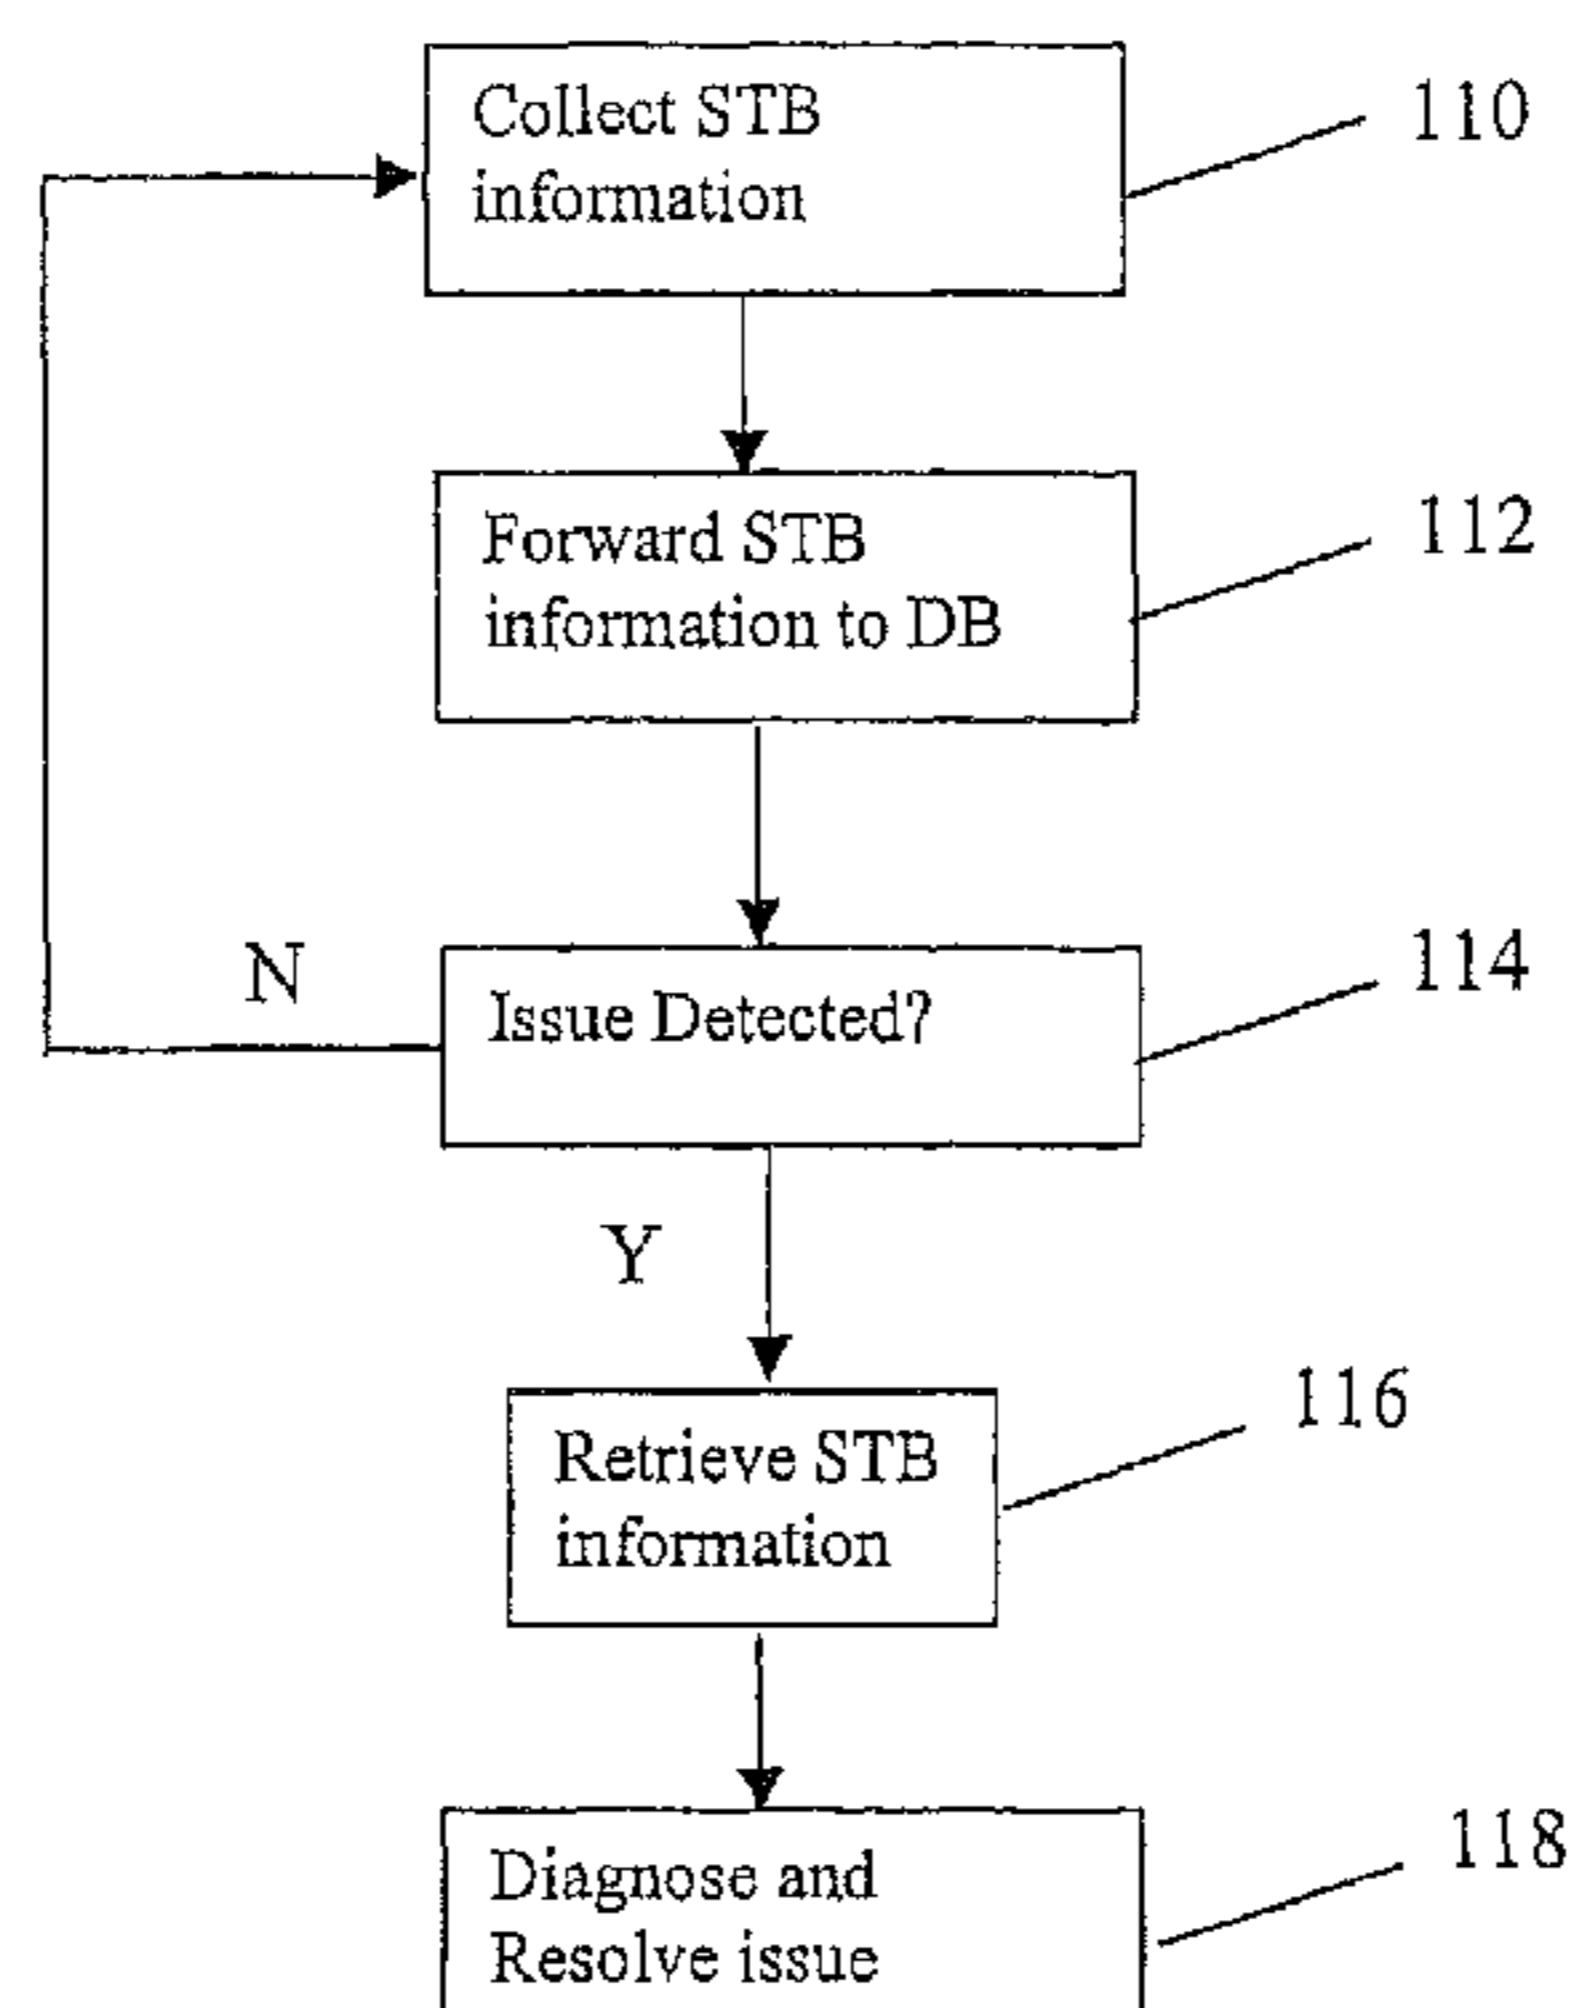 Collect STB
information
110
Forward STB
information to DB
112
N
Issue Detected?
114
Y
Retrieve STB
information
116
Diagnose and
Resolve issue
118